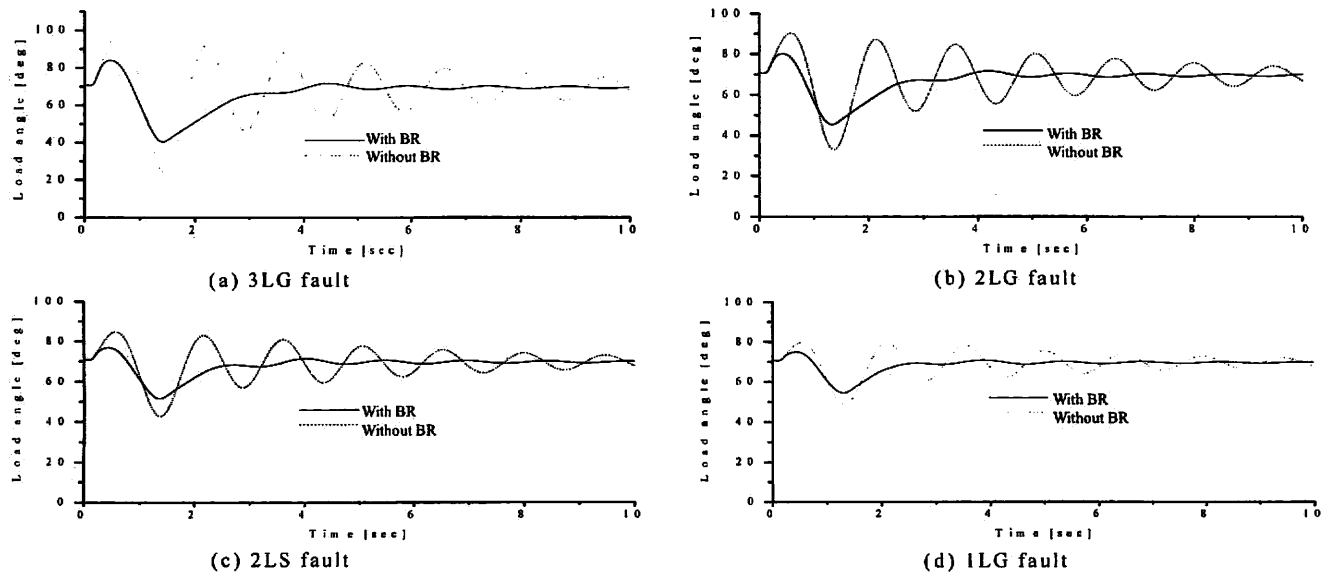 Load angle [deg]
100
80
60
40
20
0
With BR
Without BR
0 2 4 6 8 10
Time [sec]
(a) 3LG fault
Load angle [deg]
100
80
60
40
20
0
With BR
Without BR
0 2 4 6 8 10
Time [sec]
(b) 2LG fault
Load angle [deg]
100
80
60
40
20
0
With BR
Without BR
0 2 4 6 8 10
Time [sec]
(c) 2LS fault
Load angle [deg]
100
80
60
40
20
0
With BR
Without BR
0 2 4 6 8 10
Time [sec]
(d) 1LG fault